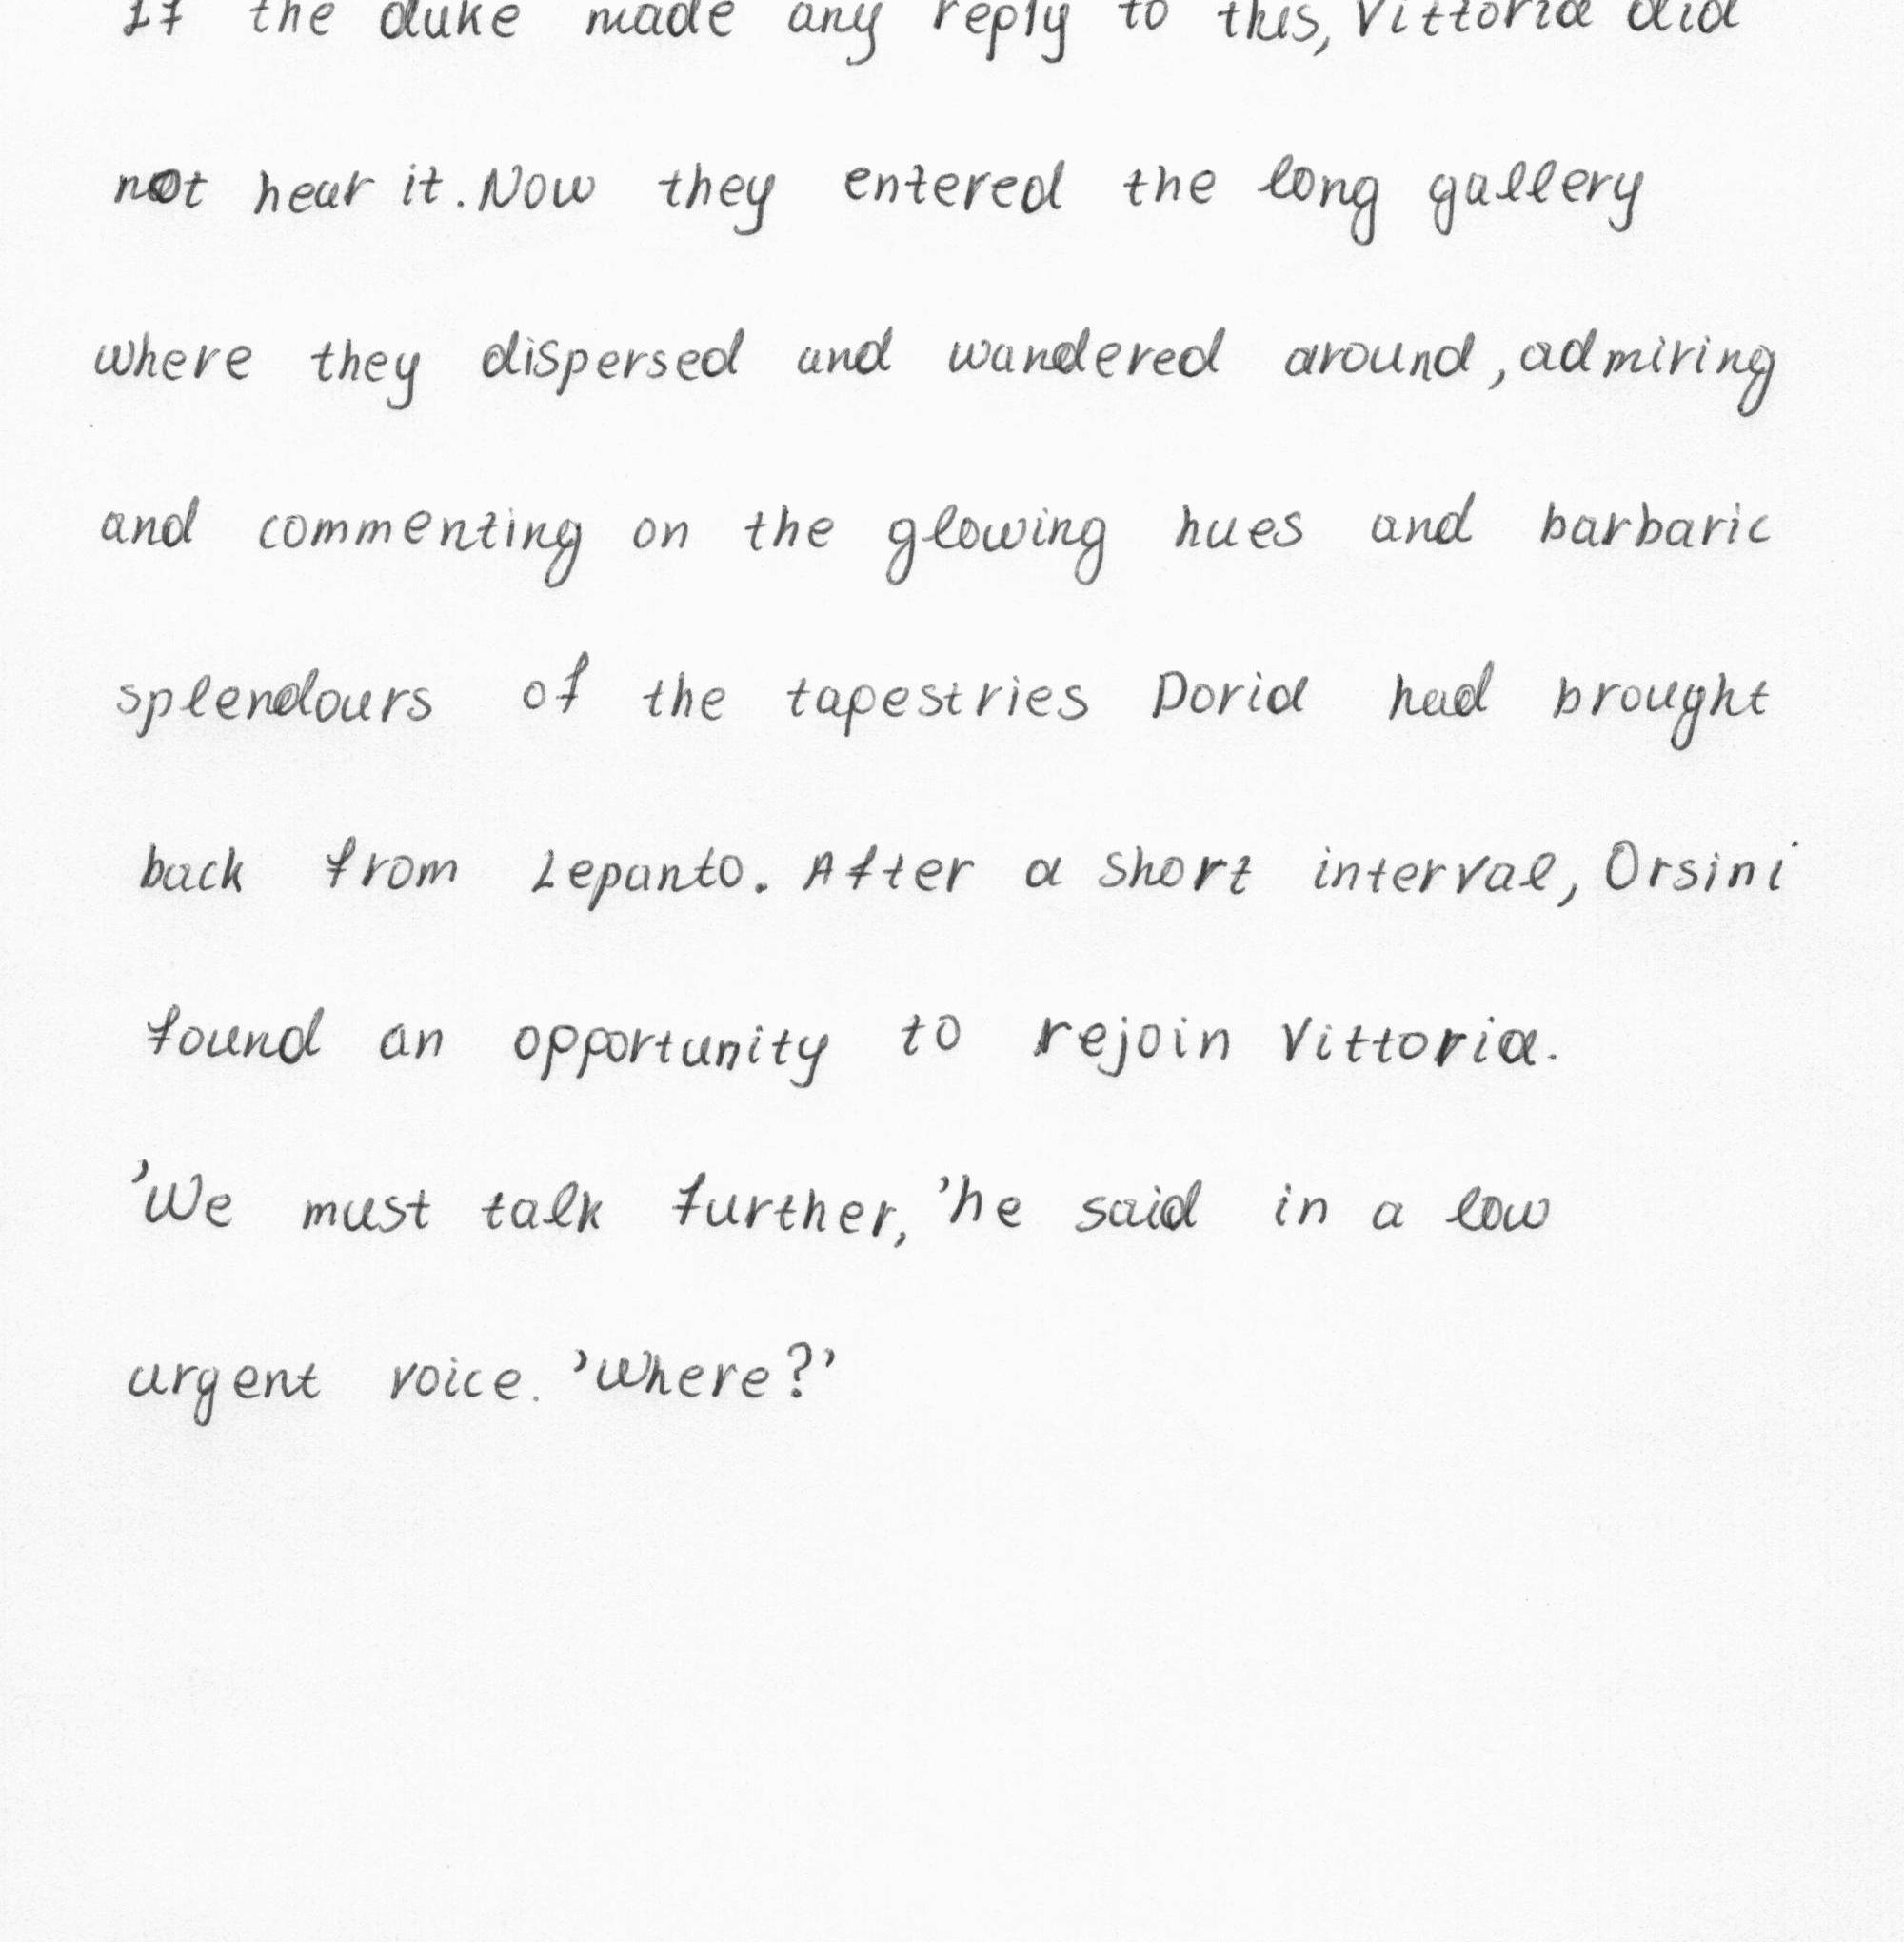 If the duke made any reply to this, Vittoria did
not hear it. Now they entered the long gallery
where they dispersed and wandered around, admiring
and commenting on the glowing hues and barbaric
splendours of the tapestries Doria had brought
back from Lepanto. After a short interval, Orsini
found an opportunity to rejoin Vittoria.
'We must talk further,' he said in a low
urgent voice. 'Where?'